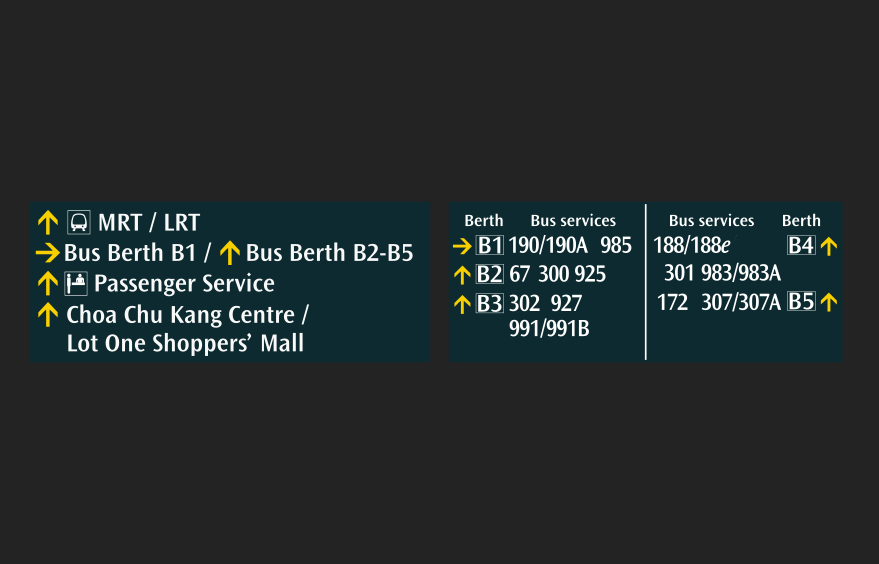 MRT / LRT
Bus Berth B1 / Bus Berth B2-B5
Passenger Service
Choa Chu Kang Centre /
Lot One Shoppers' Mall
Berth Bus services
B1 190/190A 985
B2 67 300 925
B3 302 927
991/991B
Bus services Berth
188/188e B4
301 983/983A
172 307/307A B5